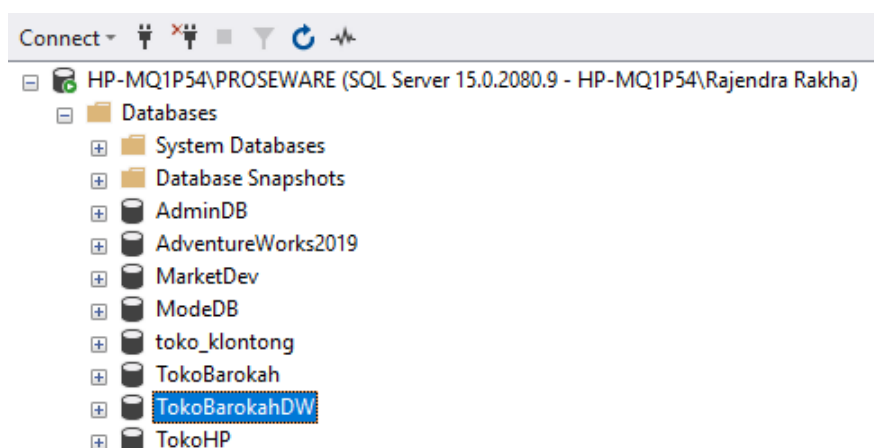 Connect
HP-MQ1P54\PROSEWARE (SQL Server 15.0.2080.9 - HP-MQ1P54\Rajendra Rakha)
Databases
System Databases
Database Snapshots
AdminDB
AdventureWorks2019
MarketDev
ModeDB
toko_klontong
TokoBarokah
TokoBarokahDW
TokoHP